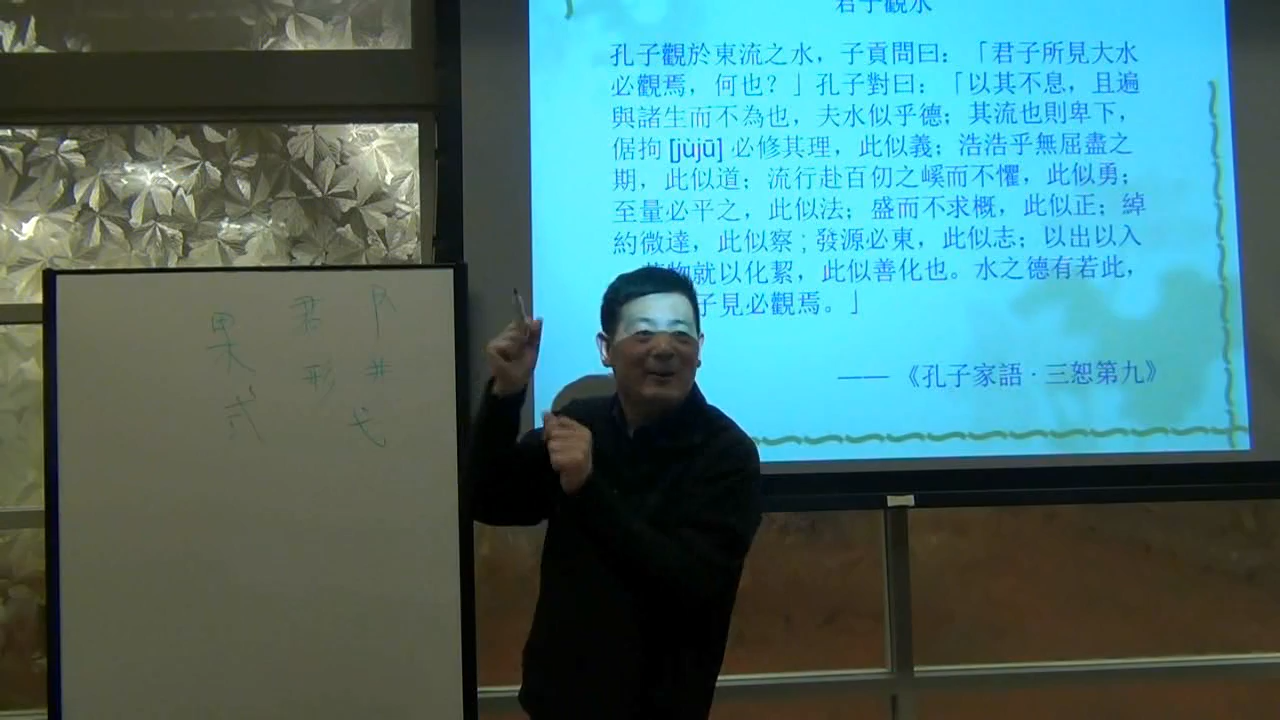 君子觀水
孔子觀於東流之水，子貢問曰：「君子所見大水
必觀焉，何也？」孔子對曰：「以其不息，且遍
與諸生而不為也，夫水似乎德；其流也則卑下，
倨拘 [jùjū] 必修其理，此似義；浩浩乎無屈盡之
期，此似道；流行赴百仞之嵠而不懼，此似勇；
至量必平之，此似法；盛而不求概，此似正；綽
約微達，此似察；發源必東，此似志；以出以入
物就以化絜，此似善化也。水之德有若此，
子見必觀焉。」
—— 《孔子家語 · 三恕第九》
阝井弋
君形
果